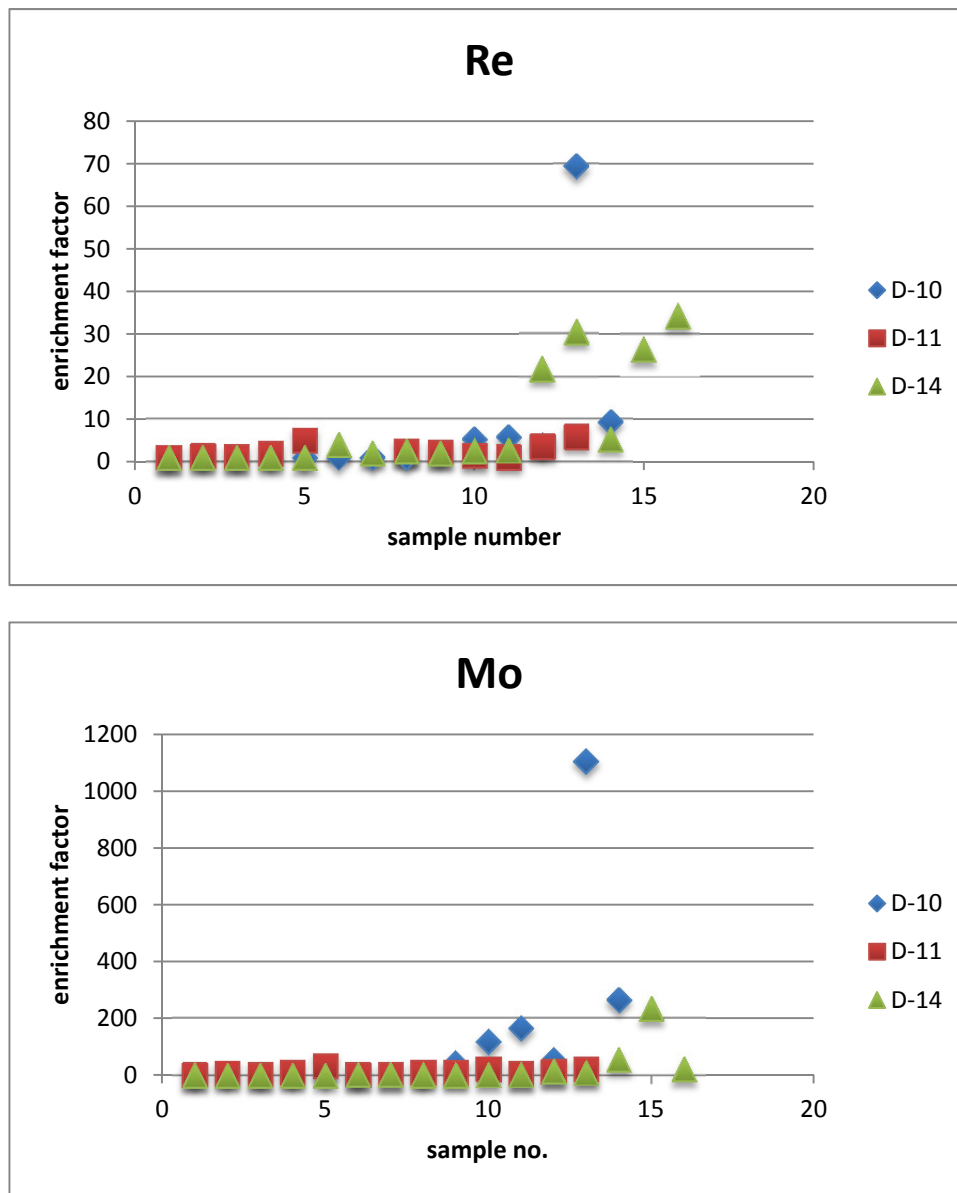 Re
80
70
60
50
40
30
20
10
0
enrichment factor
0 5 10 15 20
sample number
D-10
D-11
D-14
Mo
1200
1000
800
600
400
200
0
enrichment factor
0 5 10 15 20
sample no.
D-10
D-11
D-14